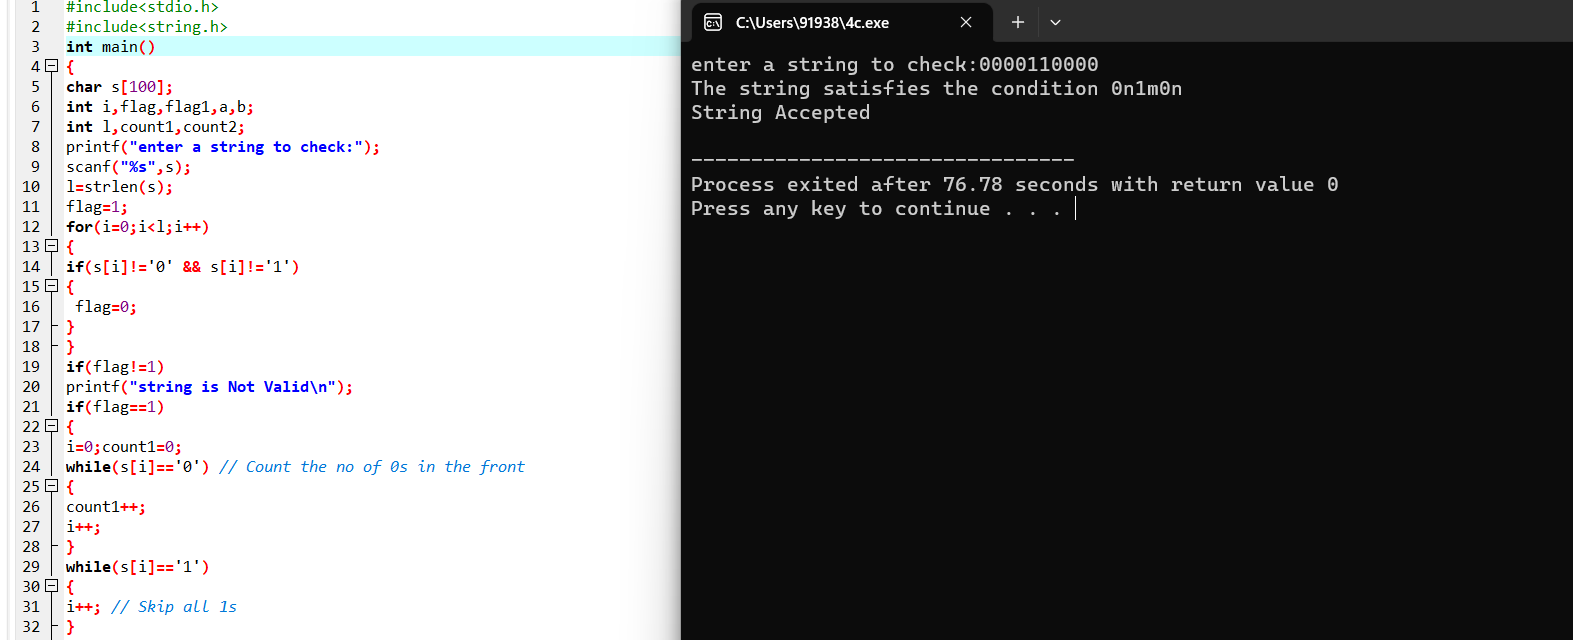 1 #include<stdio.h>
2 #include<string.h>
3 int main()
4 {
5 char s[100];
6 int i,flag,flag1,a,b;
7 int l,count1,count2;
8 printf("enter a string to check:");
9 scanf("%s",s);
10 l=strlen(s);
11 flag=1;
12 for(i=0;i<l;i++)
13 {
14 if(s[i]!='0' && s[i]!='1')
15 {
16 flag=0;
17 }
18 }
19 if(flag!=1)
20 printf("string is Not Valid\n");
21 if(flag==1)
22 {
23 i=0;count1=0;
24 while(s[i]=='0') // Count the no of 0s in the front
25 {
26 count1++;
27 i++;
28 }
29 while(s[i]=='1')
30 {
31 i++; // Skip all 1s
32 }
C:\Users\91938\4c.exe
enter a string to check:0000110000
The string satisfies the condition 0n1m0n
String Accepted
--------------------------------
Process exited after 76.78 seconds with return value 0
Press any key to continue . . .